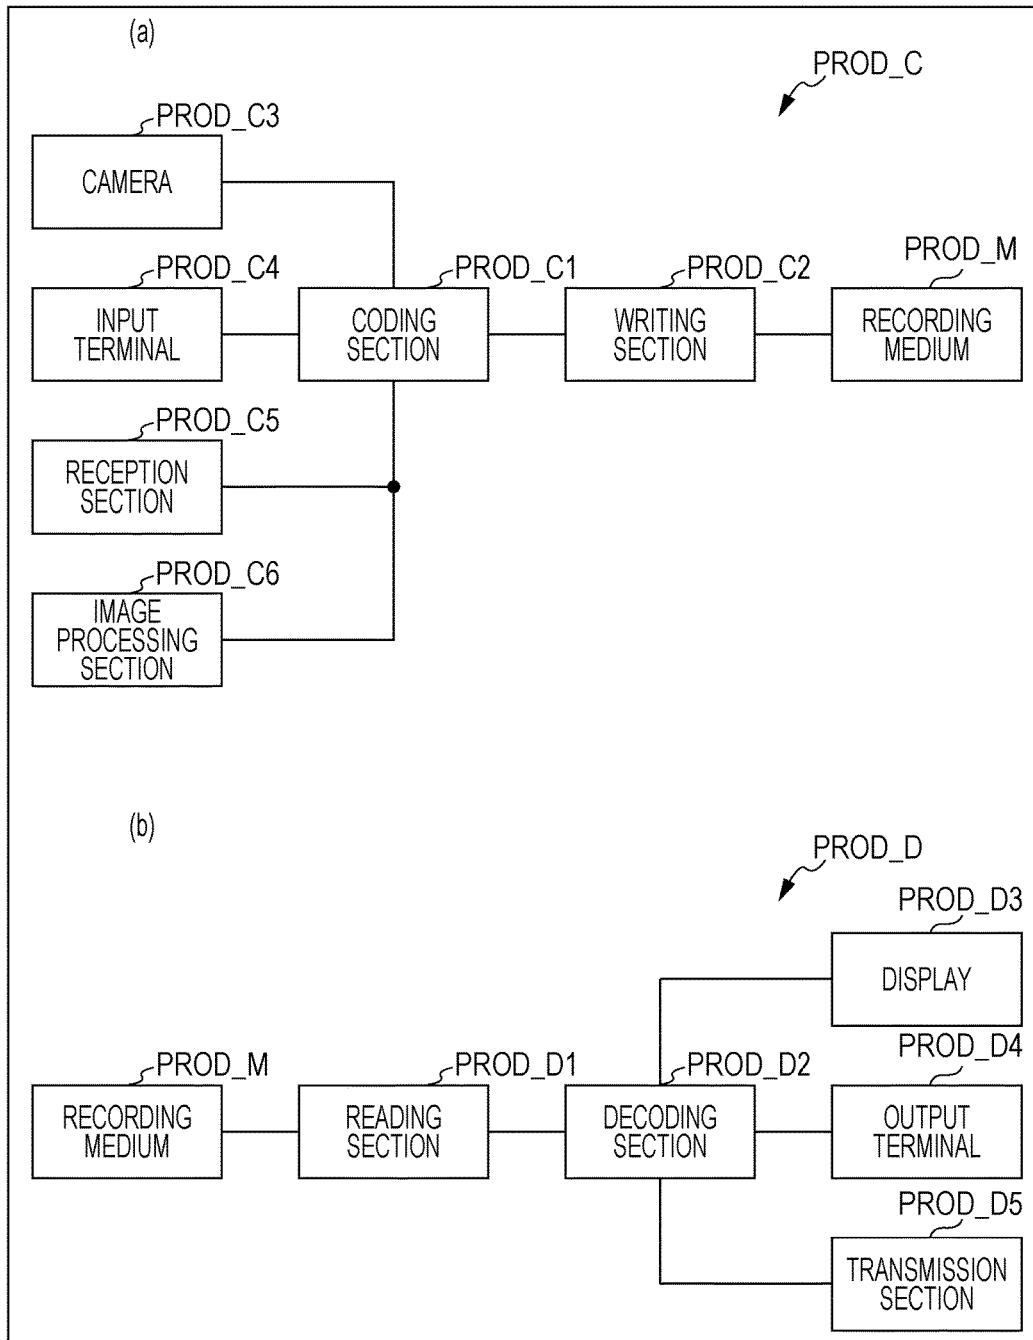 (a)
PROD_C
PROD_C3
CAMERA
PROD_M
PROD_C4
PROD_C1
PROD_C2
INPUT
TERMINAL
CODING
SECTION
WRITING
SECTION
RECORDING
MEDIUM
PROD_C5
RECEPTION
SECTION
PROD_C6
IMAGE
PROCESSING
SECTION
(b)
PROD_D
PROD_D3
DISPLAY
PROD_M
PROD_D1
PROD_D2
PROD_D4
RECORDING
MEDIUM
READING
SECTION
DECODING
SECTION
OUTPUT
TERMINAL
PROD_D5
TRANSMISSION
SECTION